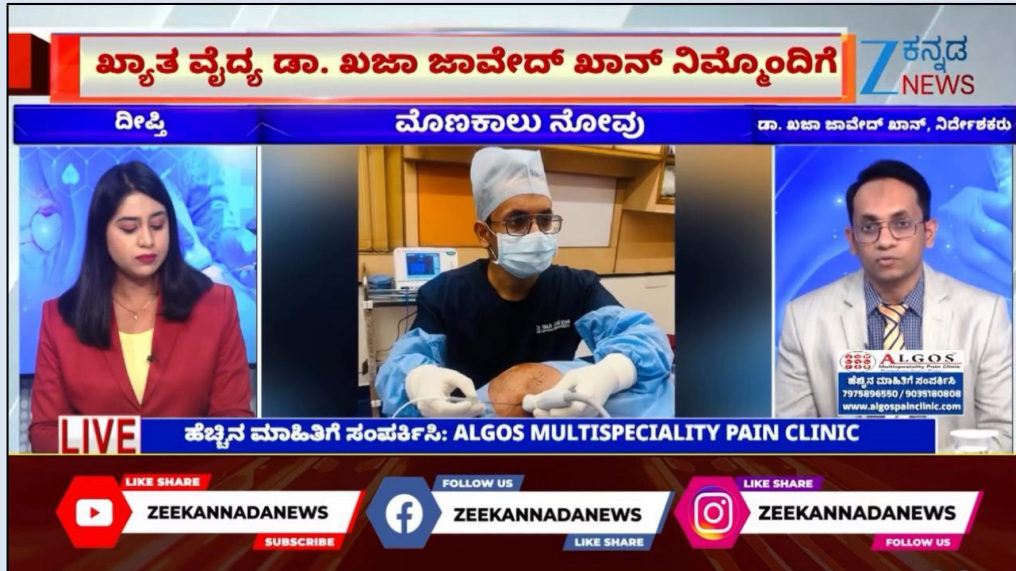 ಖ್ಯಾತ ವೈದ್ಯ ಡಾ. ಖಜಾ ಜಾವೇದ್ ಖಾನ್ ನಿಮ್ಮೊಂದಿಗೆ
Z ಕನ್ನಡ
NEWS
ದೀಪ್ತಿ
ಮೊಣಕಾಲು ನೋವು
ಡಾ. ಖಜಾ ಜಾವೇದ್ ಖಾನ್, ನಿರ್ದೇಶಕರು
ALGOS
Multispeciality Pain Clinic
ಹೆಚ್ಚಿನ ಮಾಹಿತಿಗೆ ಸಂಪರ್ಕಿಸಿ
7975896550 / 9035180808
www.algospainclinic.com
LIVE
ಹೆಚ್ಚಿನ ಮಾಹಿತಿಗೆ ಸಂಪರ್ಕಿಸಿ: ALGOS MULTISPECIALITY PAIN CLINIC
LIKE SHARE
ZEEKANNADANEWS
SUBSCRIBE
FOLLOW US
ZEEKANNADANEWS
LIKE SHARE
LIKE SHARE
ZEEKANNADANEWS
FOLLOW US